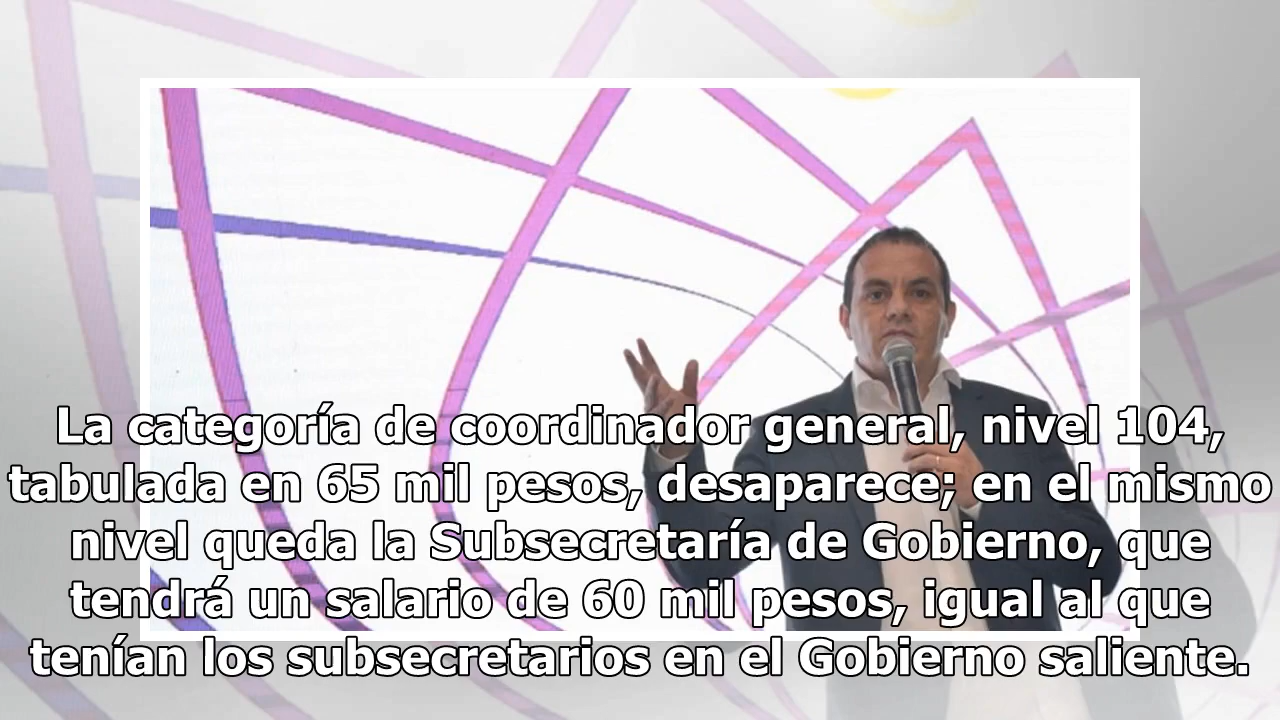 La categoría de coordinador general, nivel 104,
tabulada en 65 mil pesos, desaparece; en el mismo
nivel queda la Subsecretaría de Gobierno, que
tendrá un salario de 60 mil pesos, igual al que
tenían los subsecretarios en el Gobierno saliente.